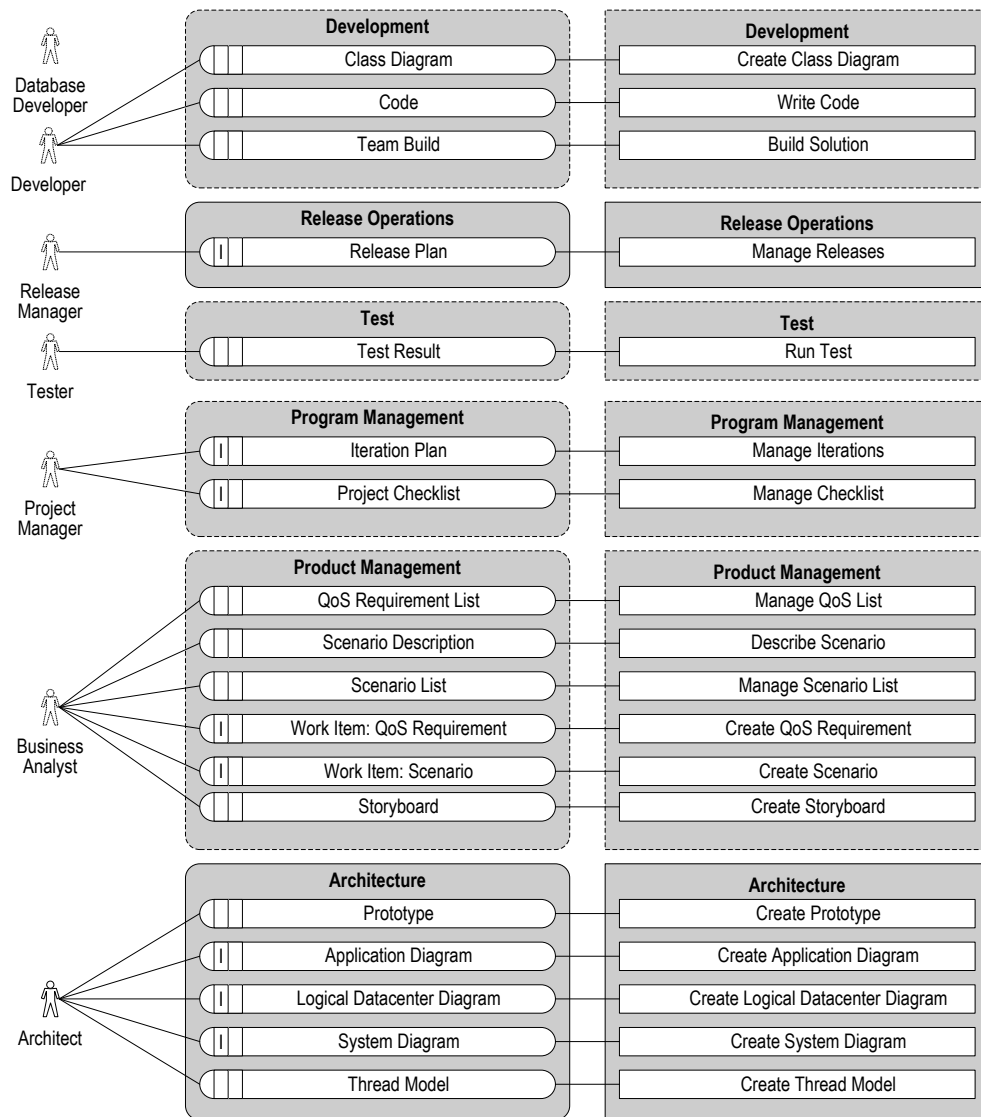 Development
Development
Class Diagram
Create Class Diagram
Database
Developer
Code
Write Code
Team Build
Build Solution
Developer
Release Operations
Release Operations
I
Release Plan
Manage Releases
Release
Manager
Test
Test
Test Result
Run Test
Tester
Program Management
Program Management
I
Iteration Plan
Manage Iterations
I
Project Checklist
Manage Checklist
Project
Manager
Product Management
Product Management
QoS Requirement List
Manage QoS List
Scenario Description
Describe Scenario
Scenario List
Manage Scenario List
I
Work Item: QoS Requirement
Create QoS Requirement
Business
Analyst
I
Work Item: Scenario
Create Scenario
Storyboard
Create Storyboard
Architecture
Architecture
Prototype
Create Prototype
I
Application Diagram
Create Application Diagram
I
Logical Datacenter Diagram
Create Logical Datacenter Diagram
Architect
I
System Diagram
Create System Diagram
Thread Model
Create Thread Model